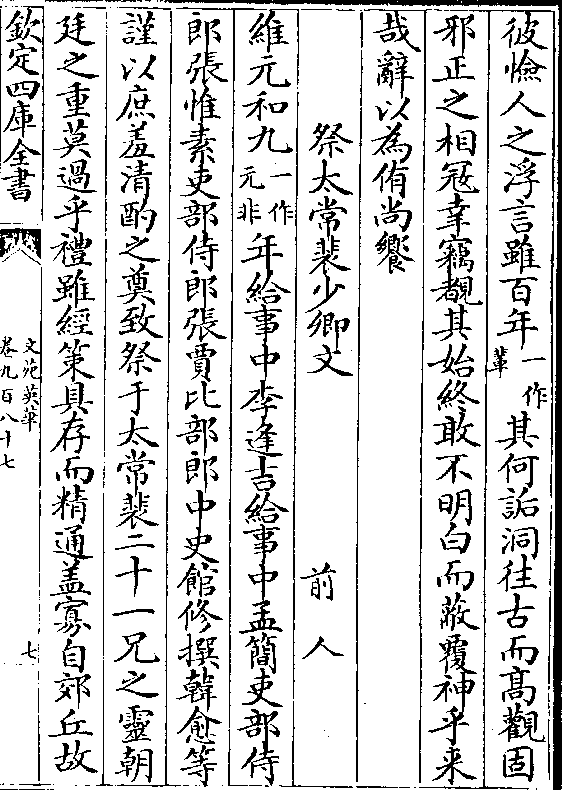 彼憸人之浮言雖百年一作輩其何詬洞往古而髙觀固
邪正之相冦幸竊覩其始終敢不明白而蔽覆神乎来
哉辭以為侑尚饗
祭太常裴少卿文
前人
維元和九一作元非年給事中李逢吉給事中孟簡吏部侍
郎張惟素吏部侍郎張賈比部郎中史館修撰韓愈等
謹以庶羞清酌之奠致祭于太常裴二十一兄之靈朝
廷之重莫過乎禮雖經策具存而精通盖寡自郊丘故
欽定四庫全書
文苑英華
卷九百八十七
七